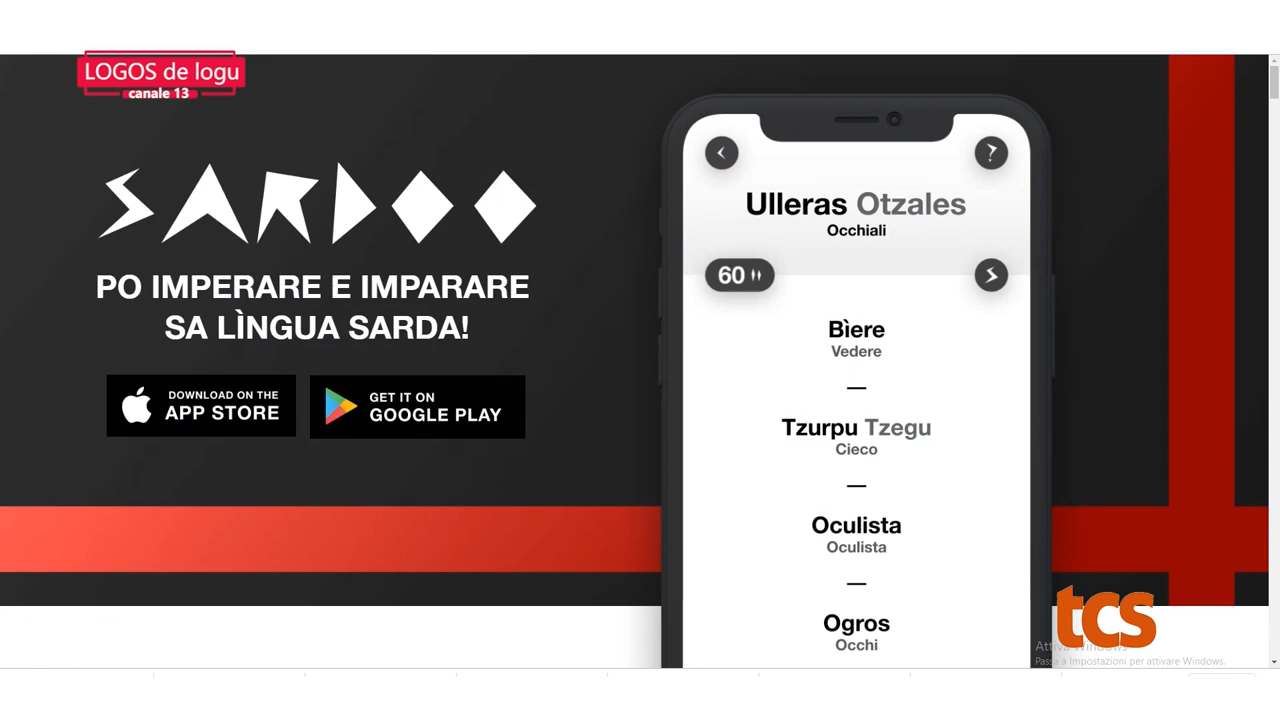 LOGOS de logu
canale 13
SARDOO
PO IMPERARE E IMPARARE
SA LÌNGUA SARDA!
DOWNLOAD ON THE
APP STORE
GET IT ON
GOOGLE PLAY
?
Ulleras Otzales
Occhiali
60
Bìere
Vedere
—
Tzurpu Tzegu
Cieco
—
Oculista
Oculista
—
Ogros
Occhi
tcs
Attiva Windows
Passa a Impostazioni per attivare Windows.